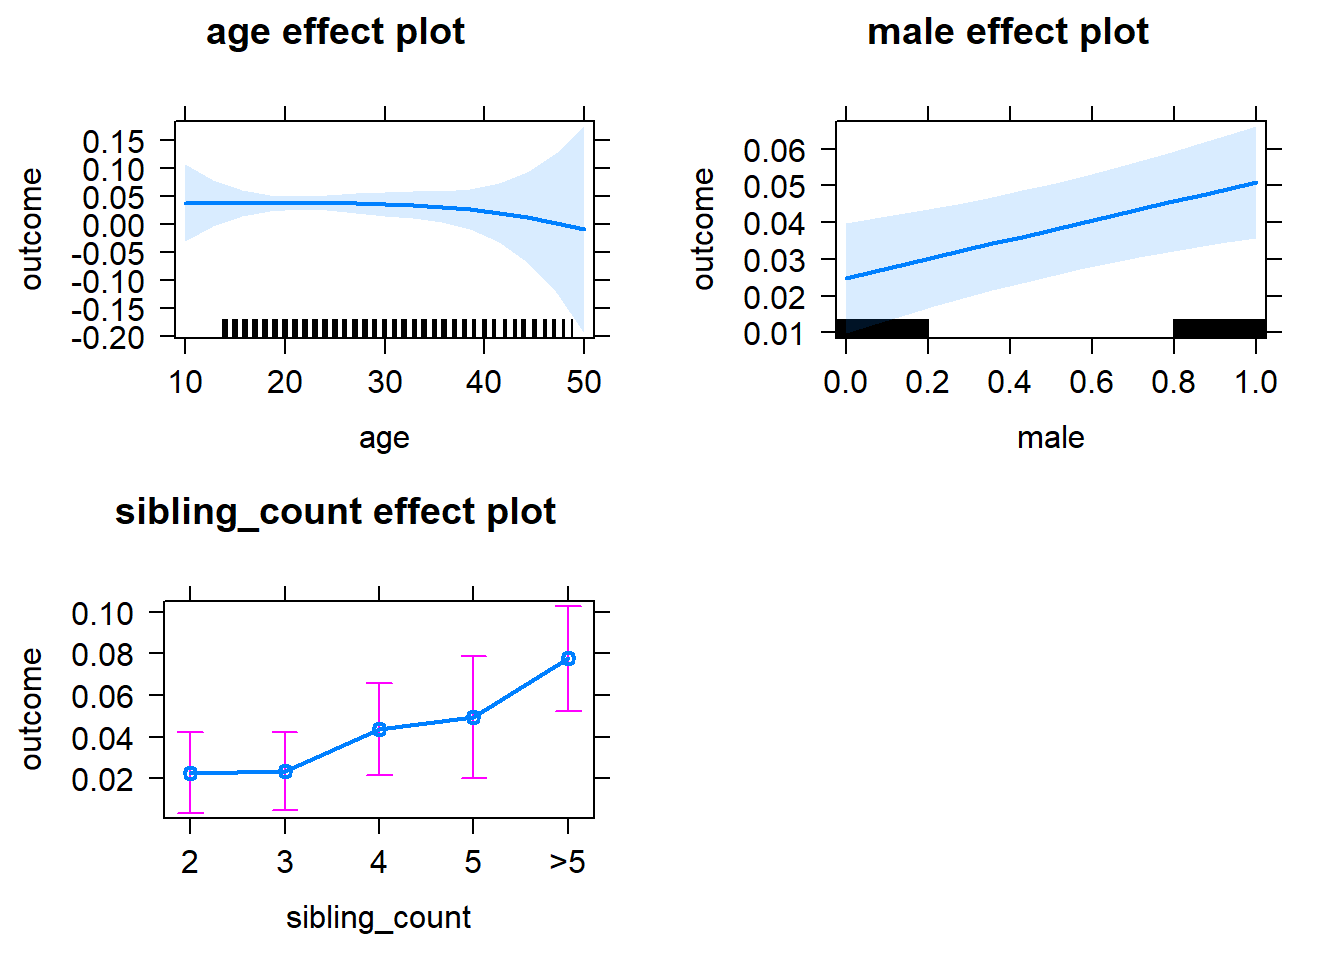 age effect plot
outcome
0.15
0.10
0.05
0.00
-0.05
-0.10
-0.15
-0.20
10 20 30 40 50
age
male effect plot
outcome
0.06
0.05
0.04
0.03
0.02
0.01
0.0 0.2 0.4 0.6 0.8 1.0
male
sibling_count effect plot
outcome
0.10
0.08
0.06
0.04
0.02
2 3 4 5 >5
sibling_count